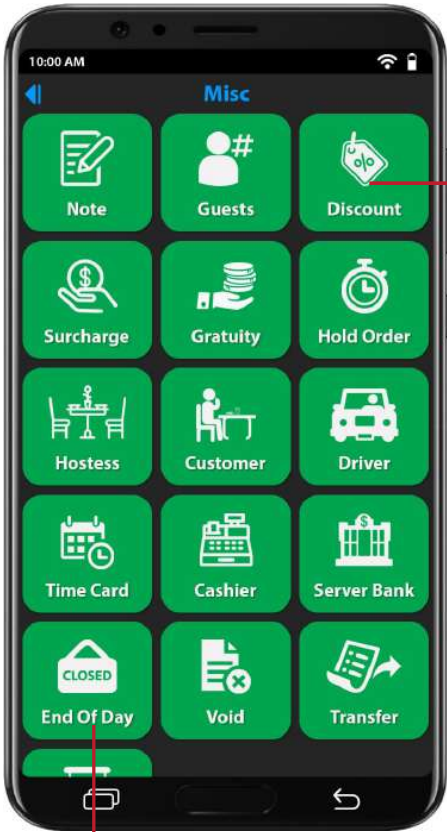 10:00 AM
Misc
#
Note
Guests
%
Discount
$
Surcharge
Gratuity
Hold Order
Hostess
Customer
Driver
Time Card
Cashier
$
Server Bank
CLOSED
End Of Day
Void
Transfer